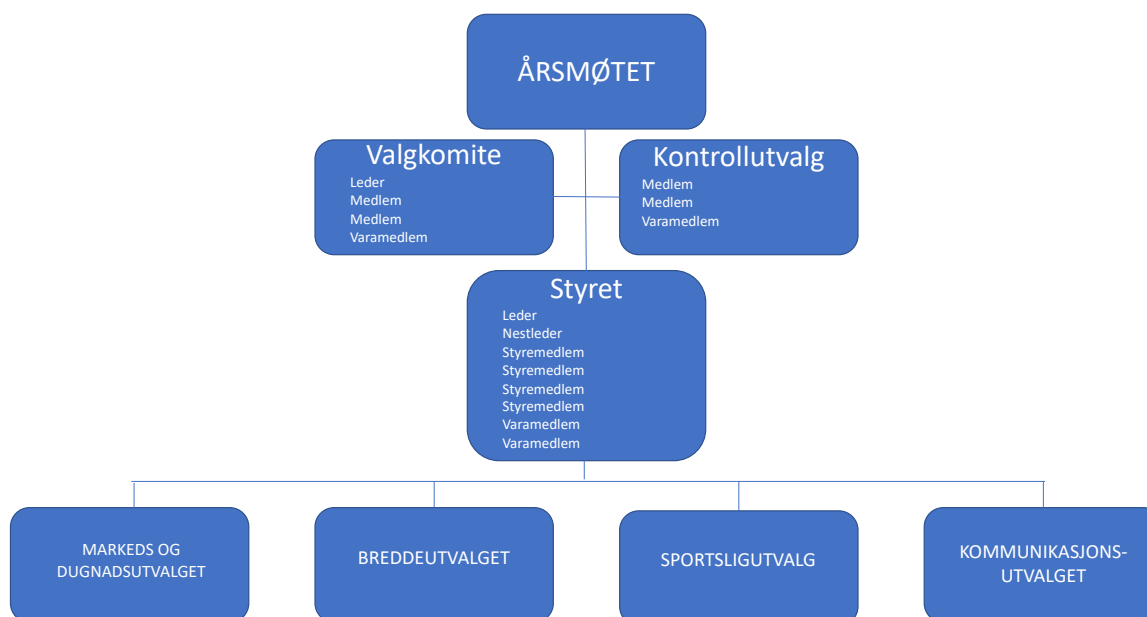 ÅRSMØTET
Valgkomite
Leder
Medlem
Medlem
Varamedlem
Kontrollutvalg
Medlem
Medlem
Varamedlem
Styret
Leder
Nestleder
Styremedlem
Styremedlem
Styremedlem
Styremedlem
Varamedlem
Varamedlem
MARKEDS OG
DUGNADSUTVALGET
BREDDEUTVALGET
SPORTSLIGUTVALG
KOMMUNIKASJONS-
UTVALGET